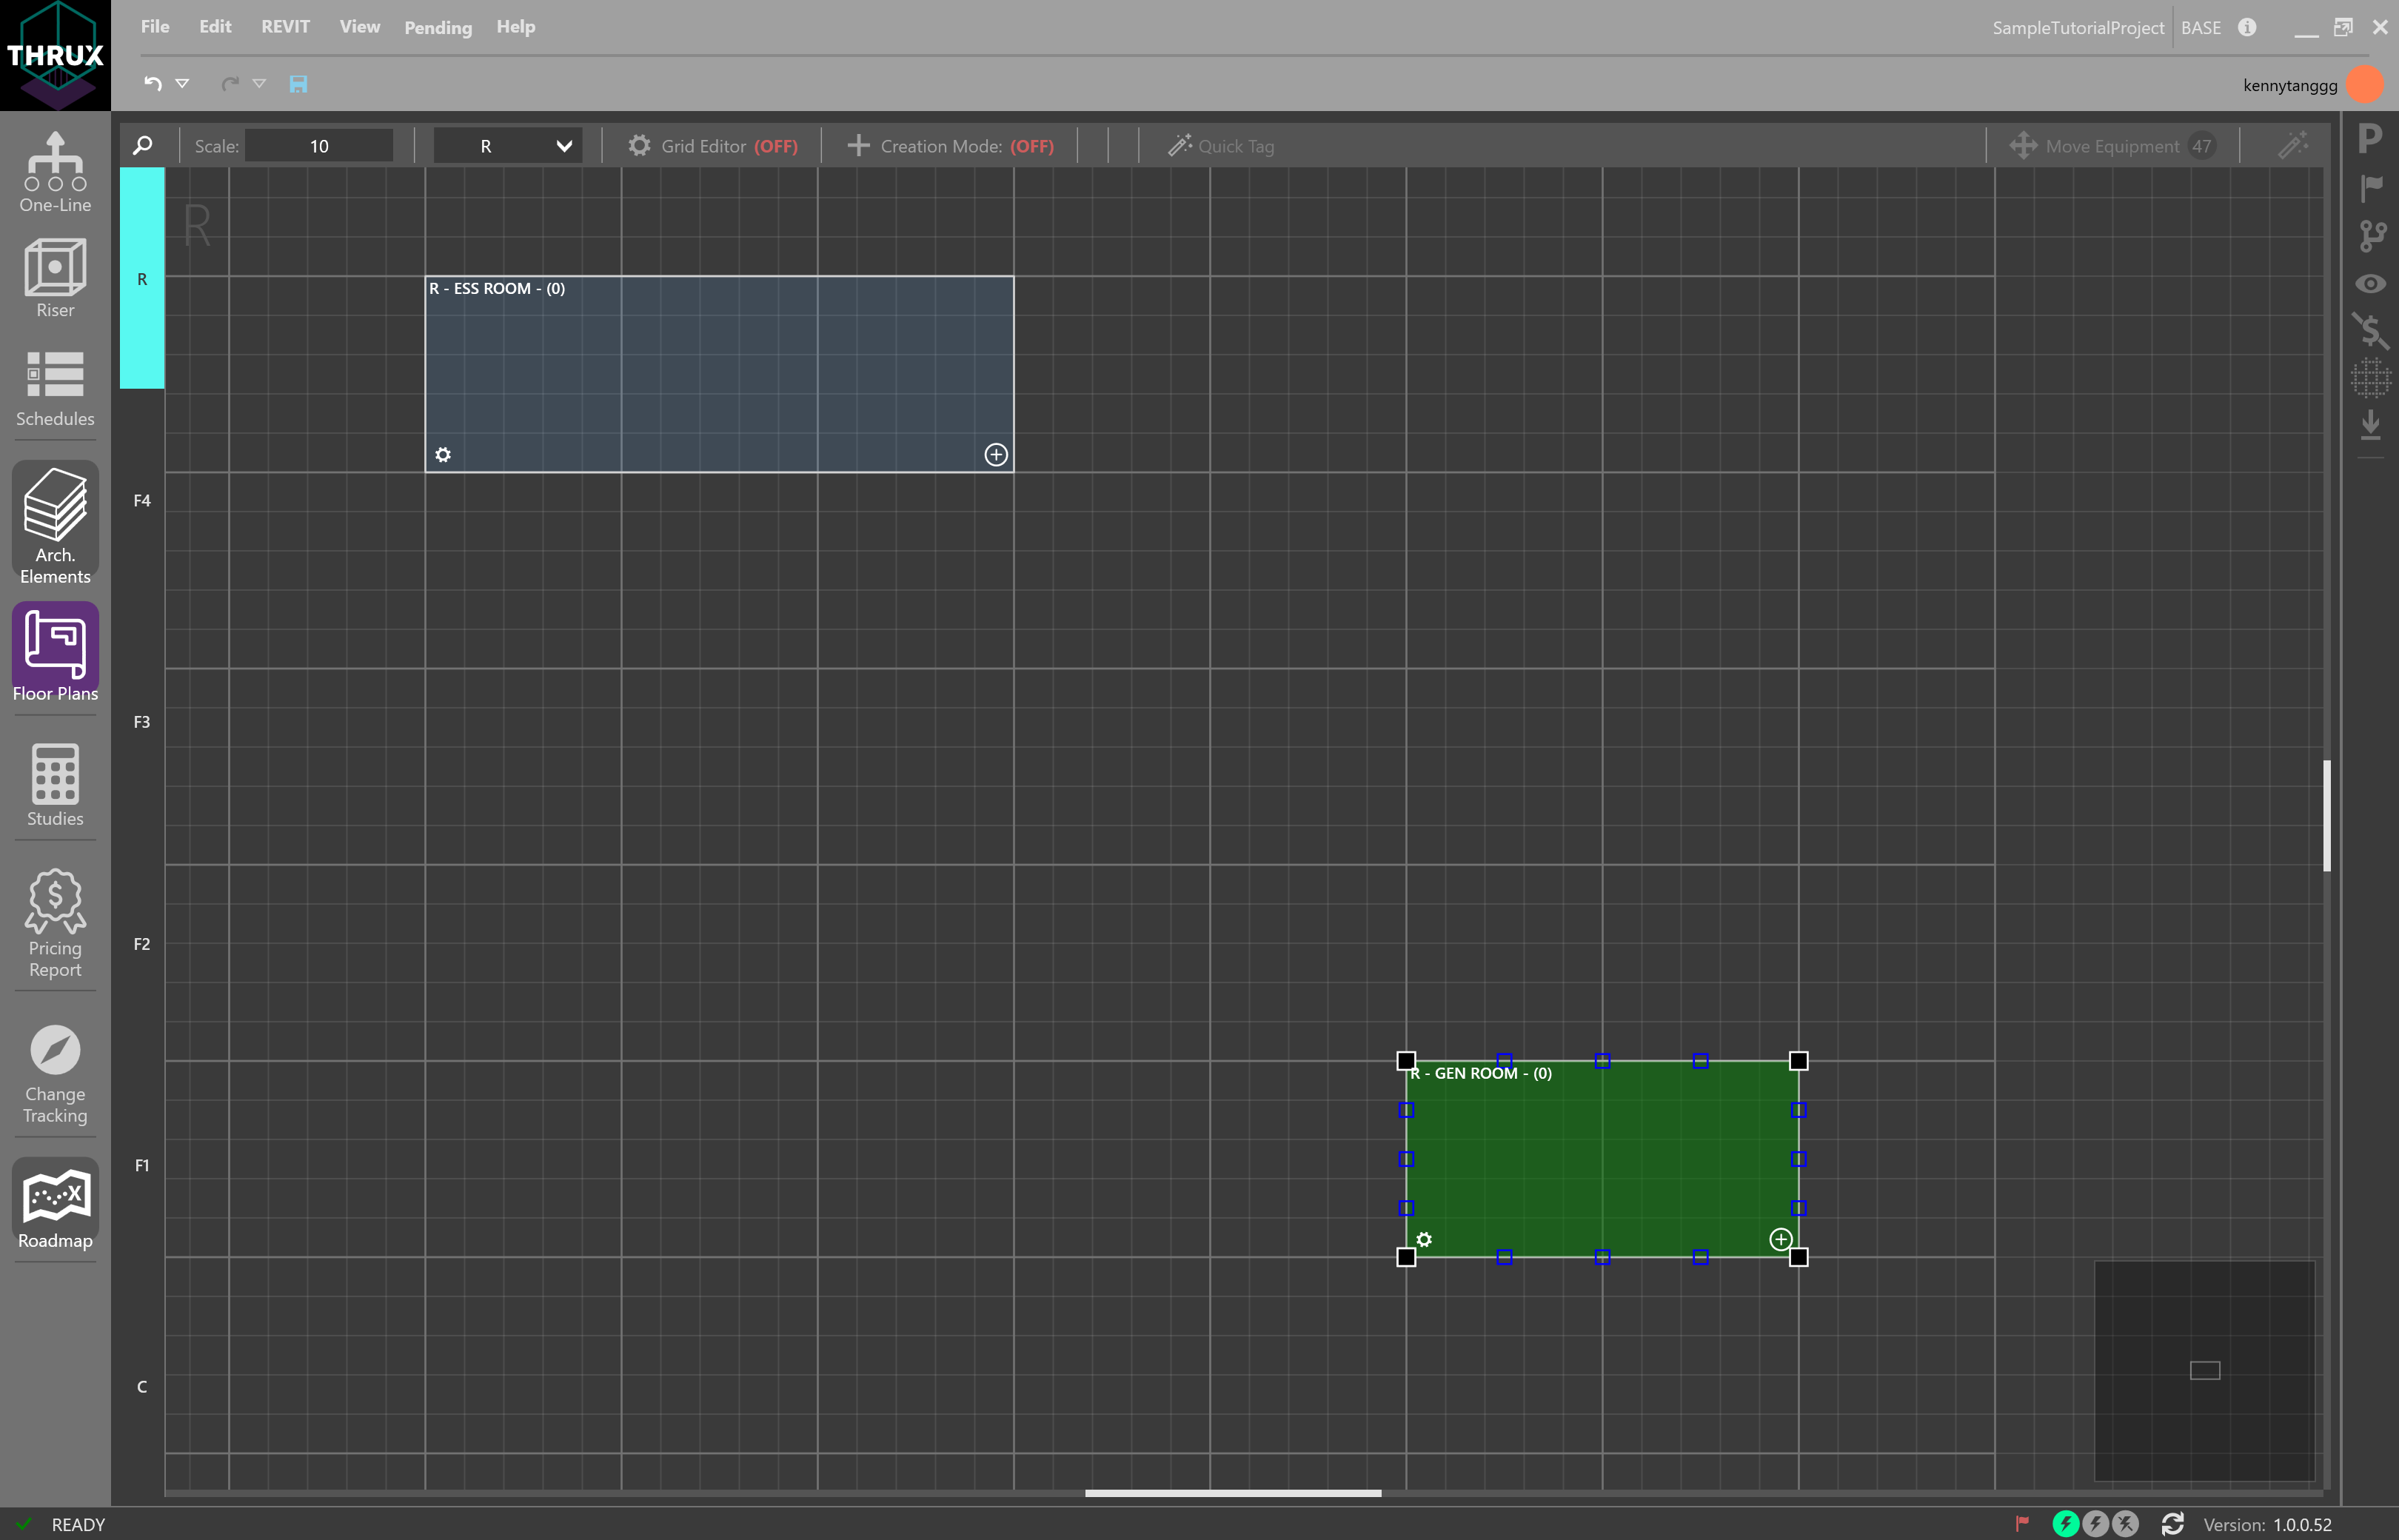 THRUX
File Edit REVIT View Pending Help
SampleTutorialProject BASE
kennytanggg
Scale: 10 R Grid Editor (OFF) Creation Mode: (OFF) Quick Tag Move Equipment 47
P
One-Line
Riser
Schedules
Arch.
Elements
Floor Plans
Studies
Pricing
Report
Change
Tracking
X
Roadmap
R
F4
F3
F2
F1
C
R
R - ESS ROOM - (0)
R - GEN ROOM - (0)
READY
Version: 1.0.0.52